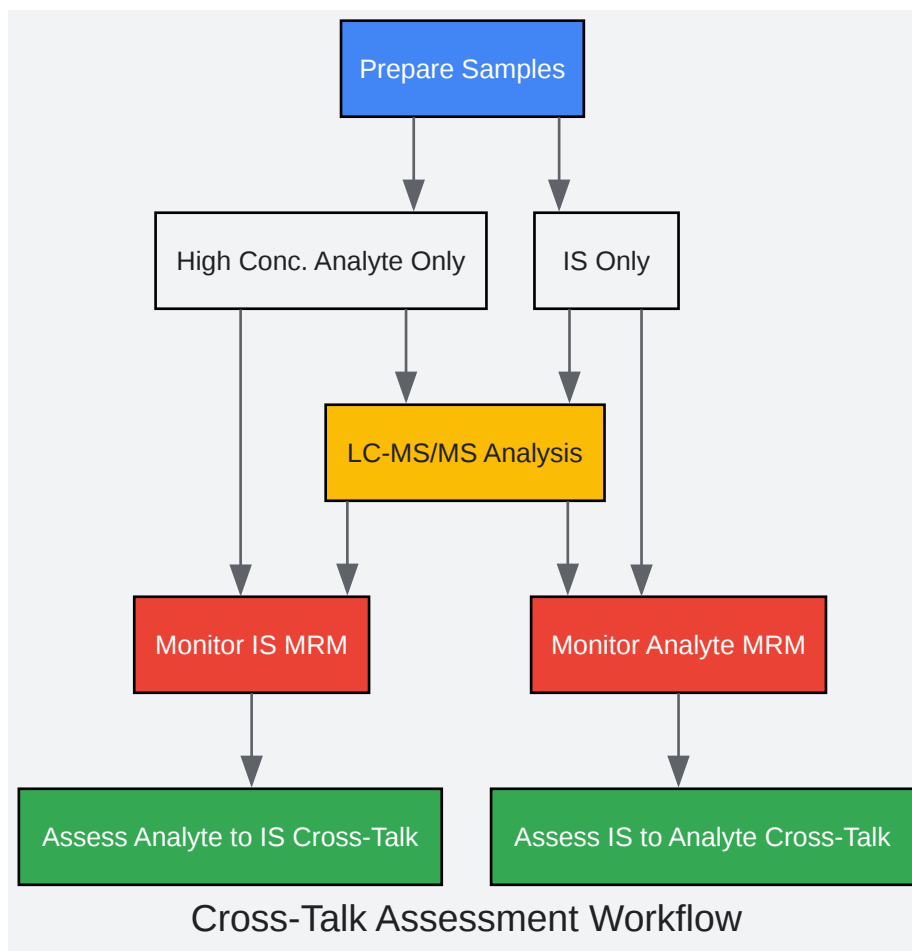 Prepare Samples
High Conc. Analyte Only
IS Only
LC-MS/MS Analysis
Monitor IS MRM
Monitor Analyte MRM
Assess Analyte to IS Cross-Talk
Assess IS to Analyte Cross-Talk
Cross-Talk Assessment Workflow